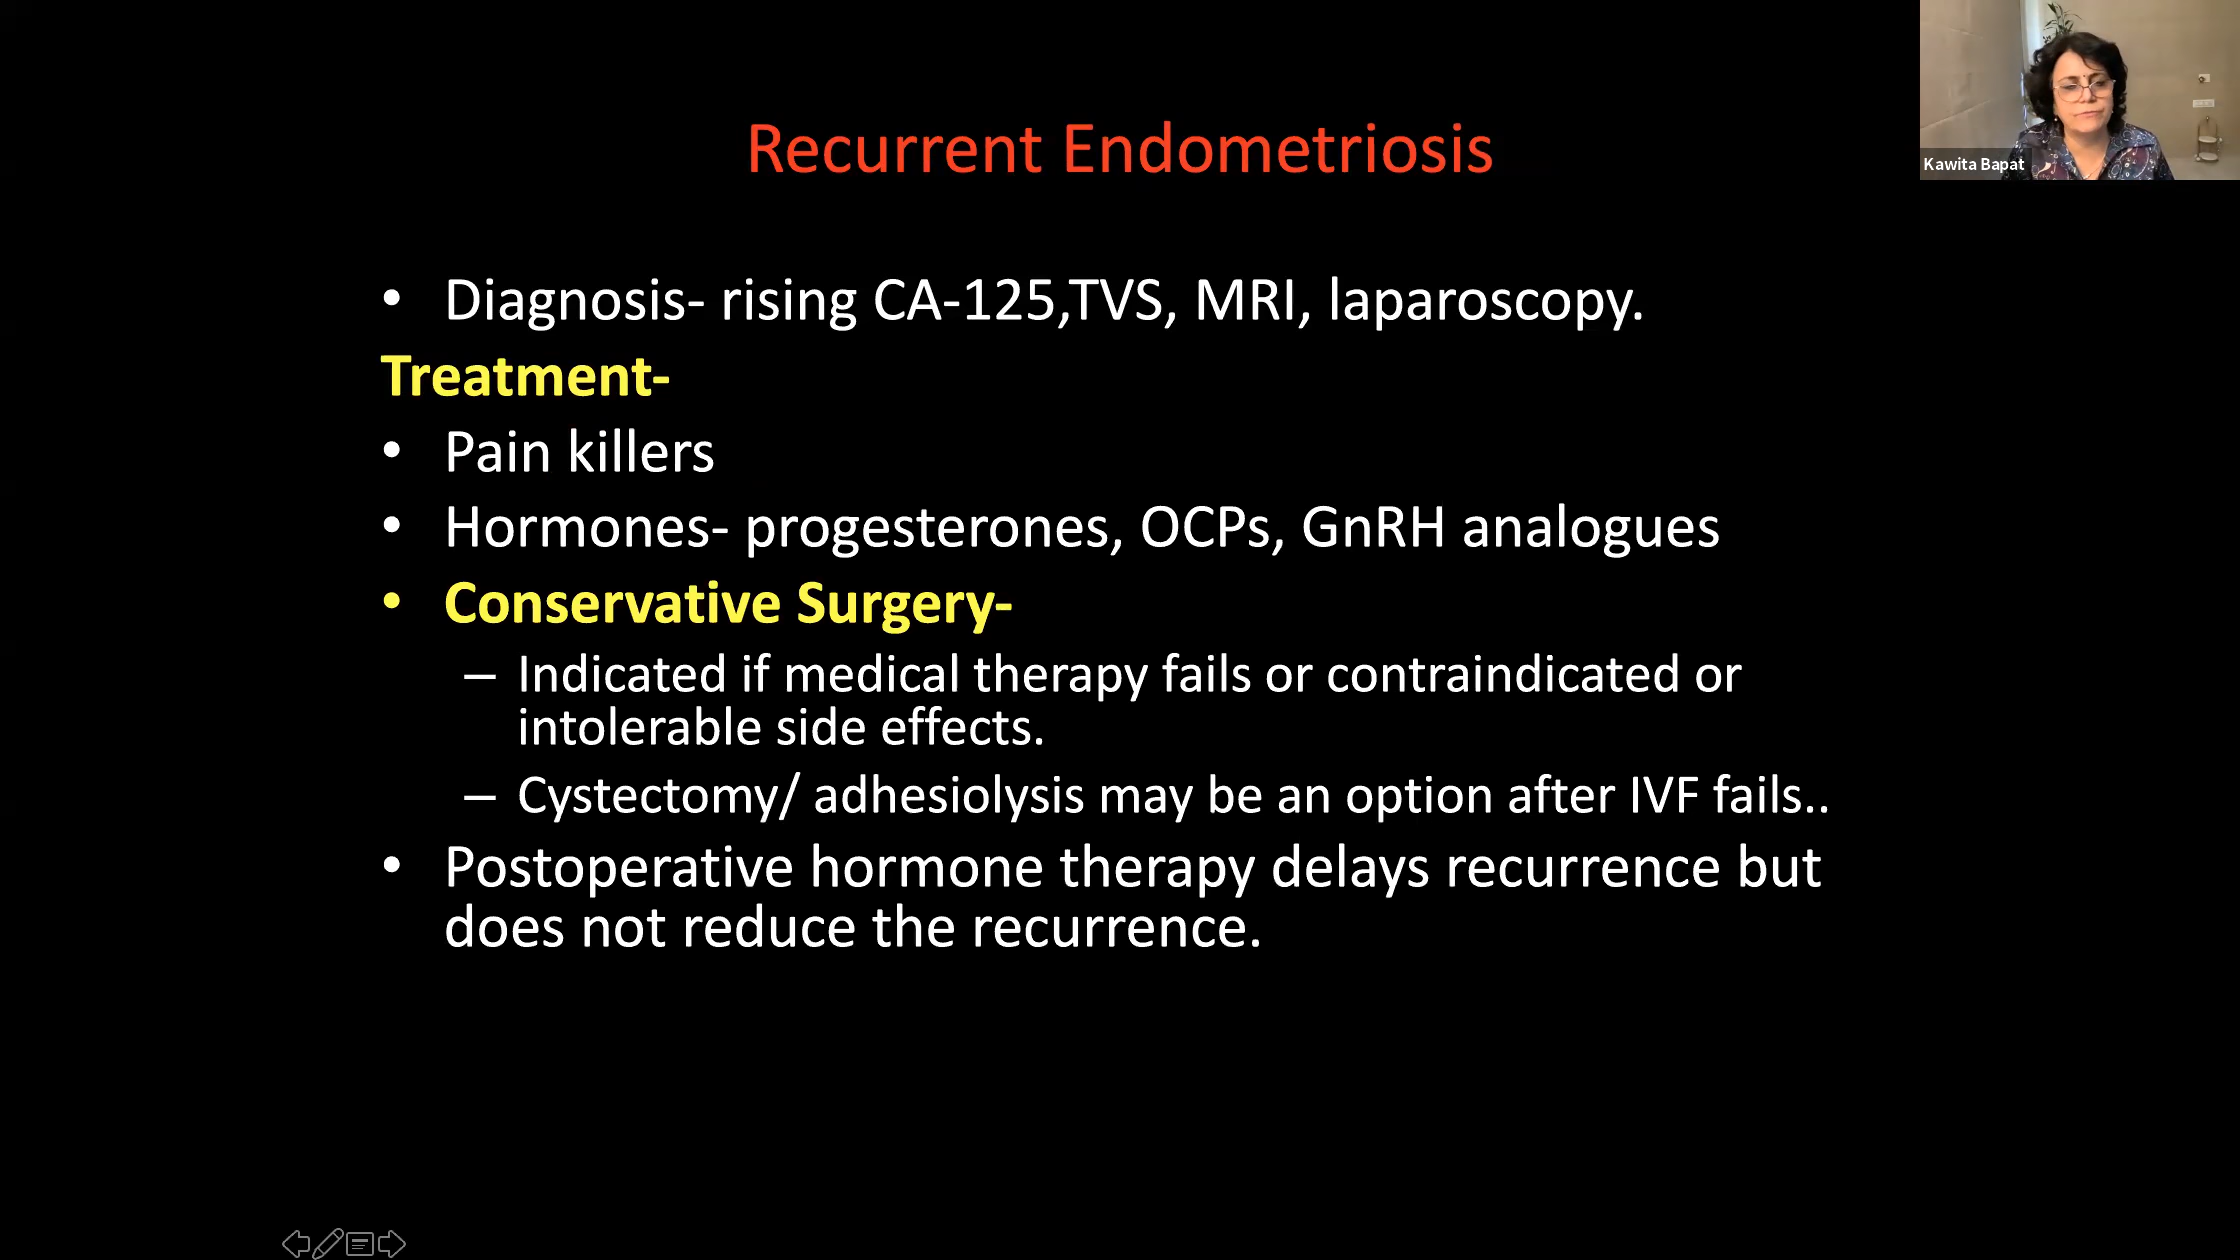 Recurrent Endometriosis
Kawita Bapat
• Diagnosis- rising CA-125,TVS, MRI, laparoscopy.
Treatment-
• Pain killers
• Hormones- progesterones, OCPs, GnRH analogues
• Conservative Surgery-
– Indicated if medical therapy fails or contraindicated or
intolerable side effects.
– Cystectomy/ adhesiolysis may be an option after IVF fails..
• Postoperative hormone therapy delays recurrence but
does not reduce the recurrence.